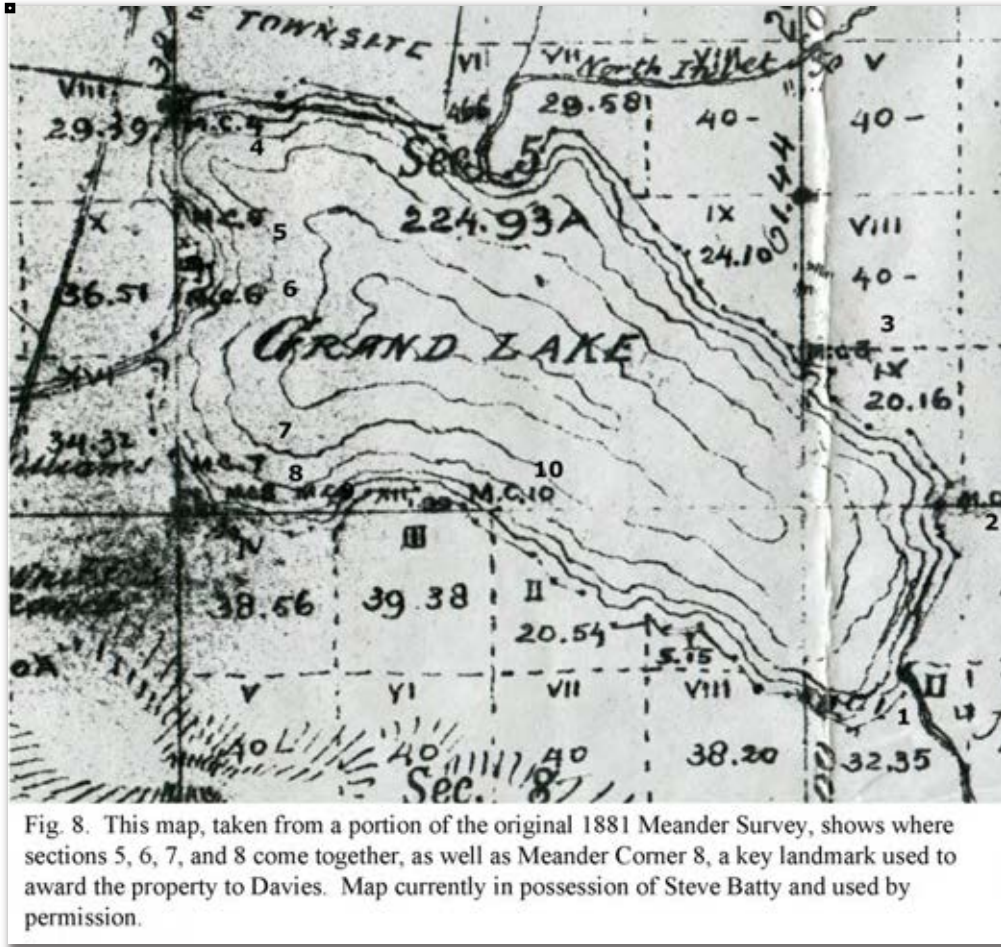 E TOWNSITE
VI VII North Inlet VIII V
VIII
29.39 M.C.4 466 29.58 40- 40-
4
Sec. 5
X M.C.5 5 224.93A IX VIII
24.10 61.44
36.51 M.C.6 6 40-
3
GRAND LAKE M.C.3
XVI IX
20.16
34.32 7
M.C.7 8 10
M.C.8 M.C.9 XII M.C.10 M.C.
2
IV III
38.56 39.38 II
20.54
5.15
II
V VI VII VIII
1
40 40 40 38.20 32.35
Sec. 8
Fig. 8. This map, taken from a portion of the original 1881 Meander Survey, shows where
sections 5, 6, 7, and 8 come together, as well as Meander Corner 8, a key landmark used to
award the property to Davies. Map currently in possession of Steve Batty and used by
permission.